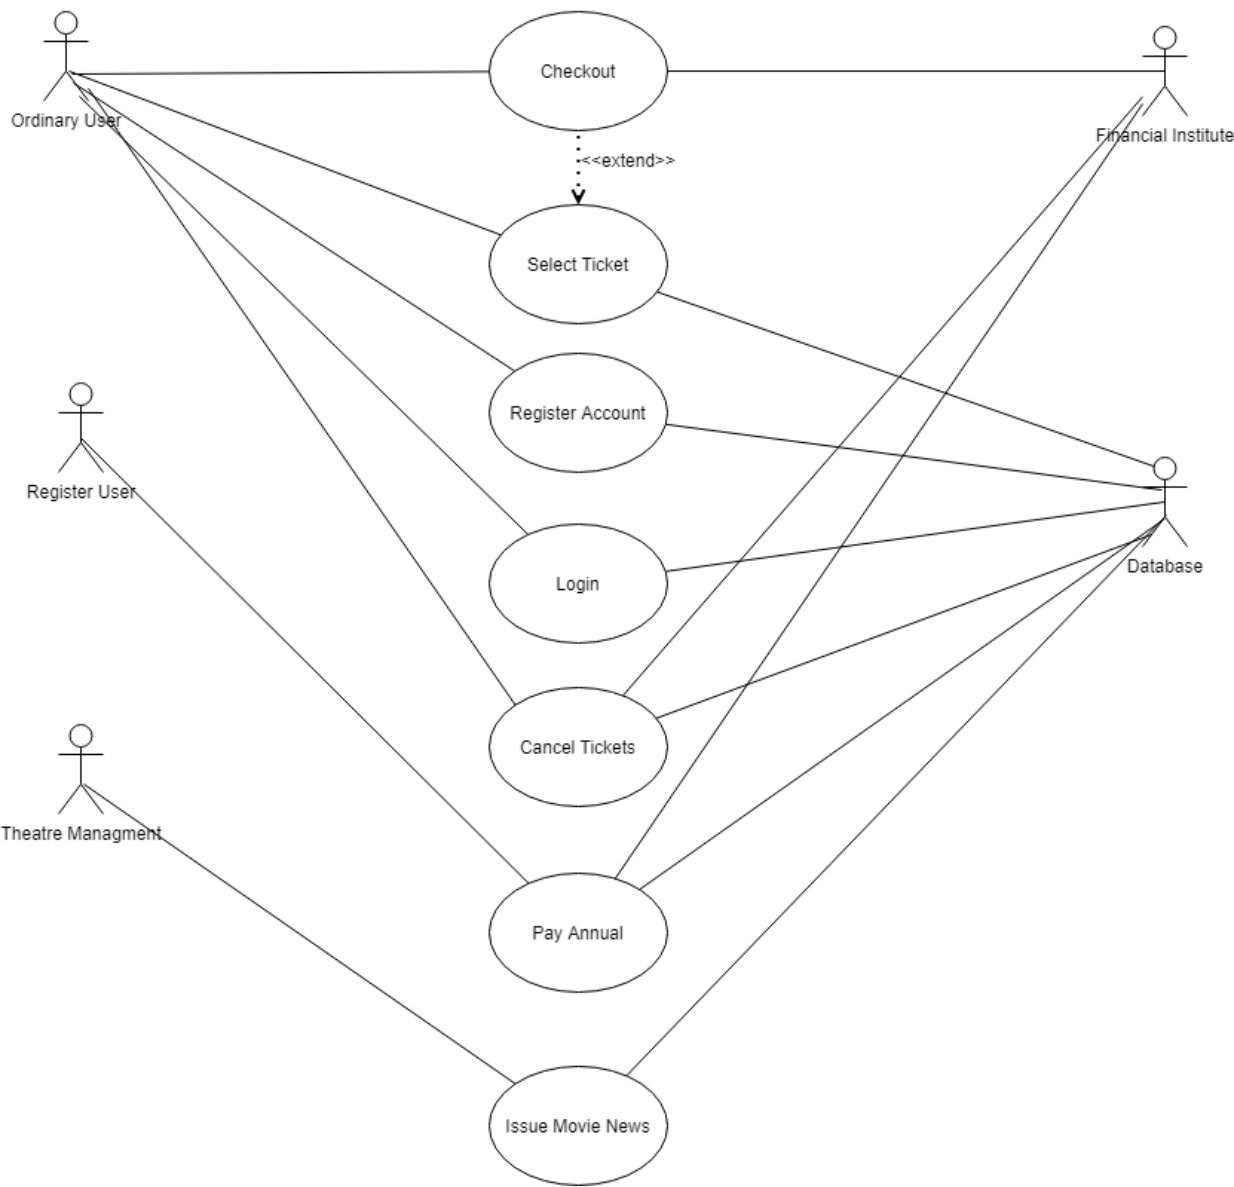 Checkout
Ordinary User
Financial Institute
<<extend>>
Select Ticket
Register Account
Register User
Database
Login
Cancel Tickets
Theatre Managment
Pay Annual
Issue Movie News